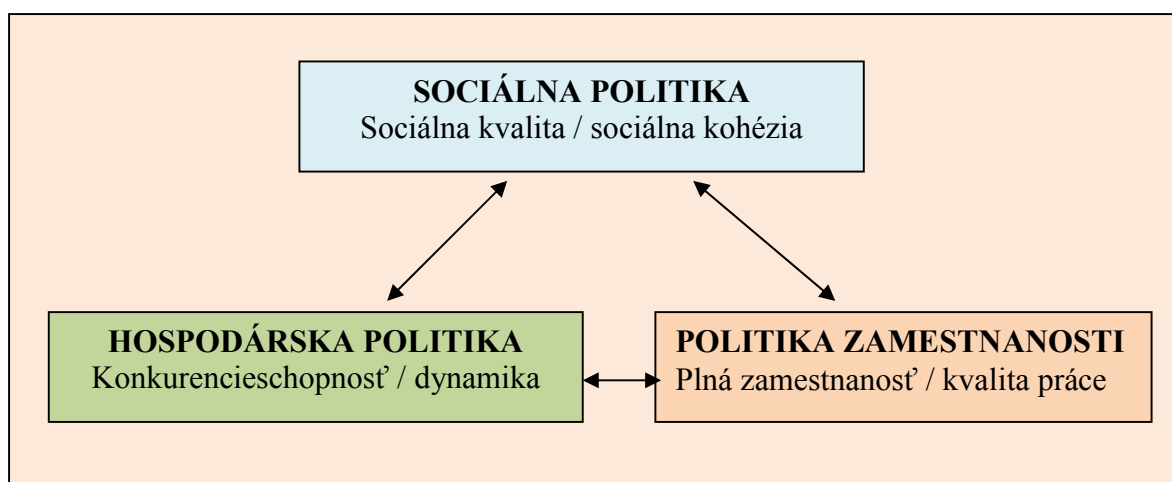 SOCIÁLNA POLITIKA
Sociálna kvalita / sociálna kohézia
HOSPODÁRSKA POLITIKA
Konkurencieschopnosť / dynamika
POLITIKA ZAMESTNANOSTI
Plná zamestnanosť / kvalita práce